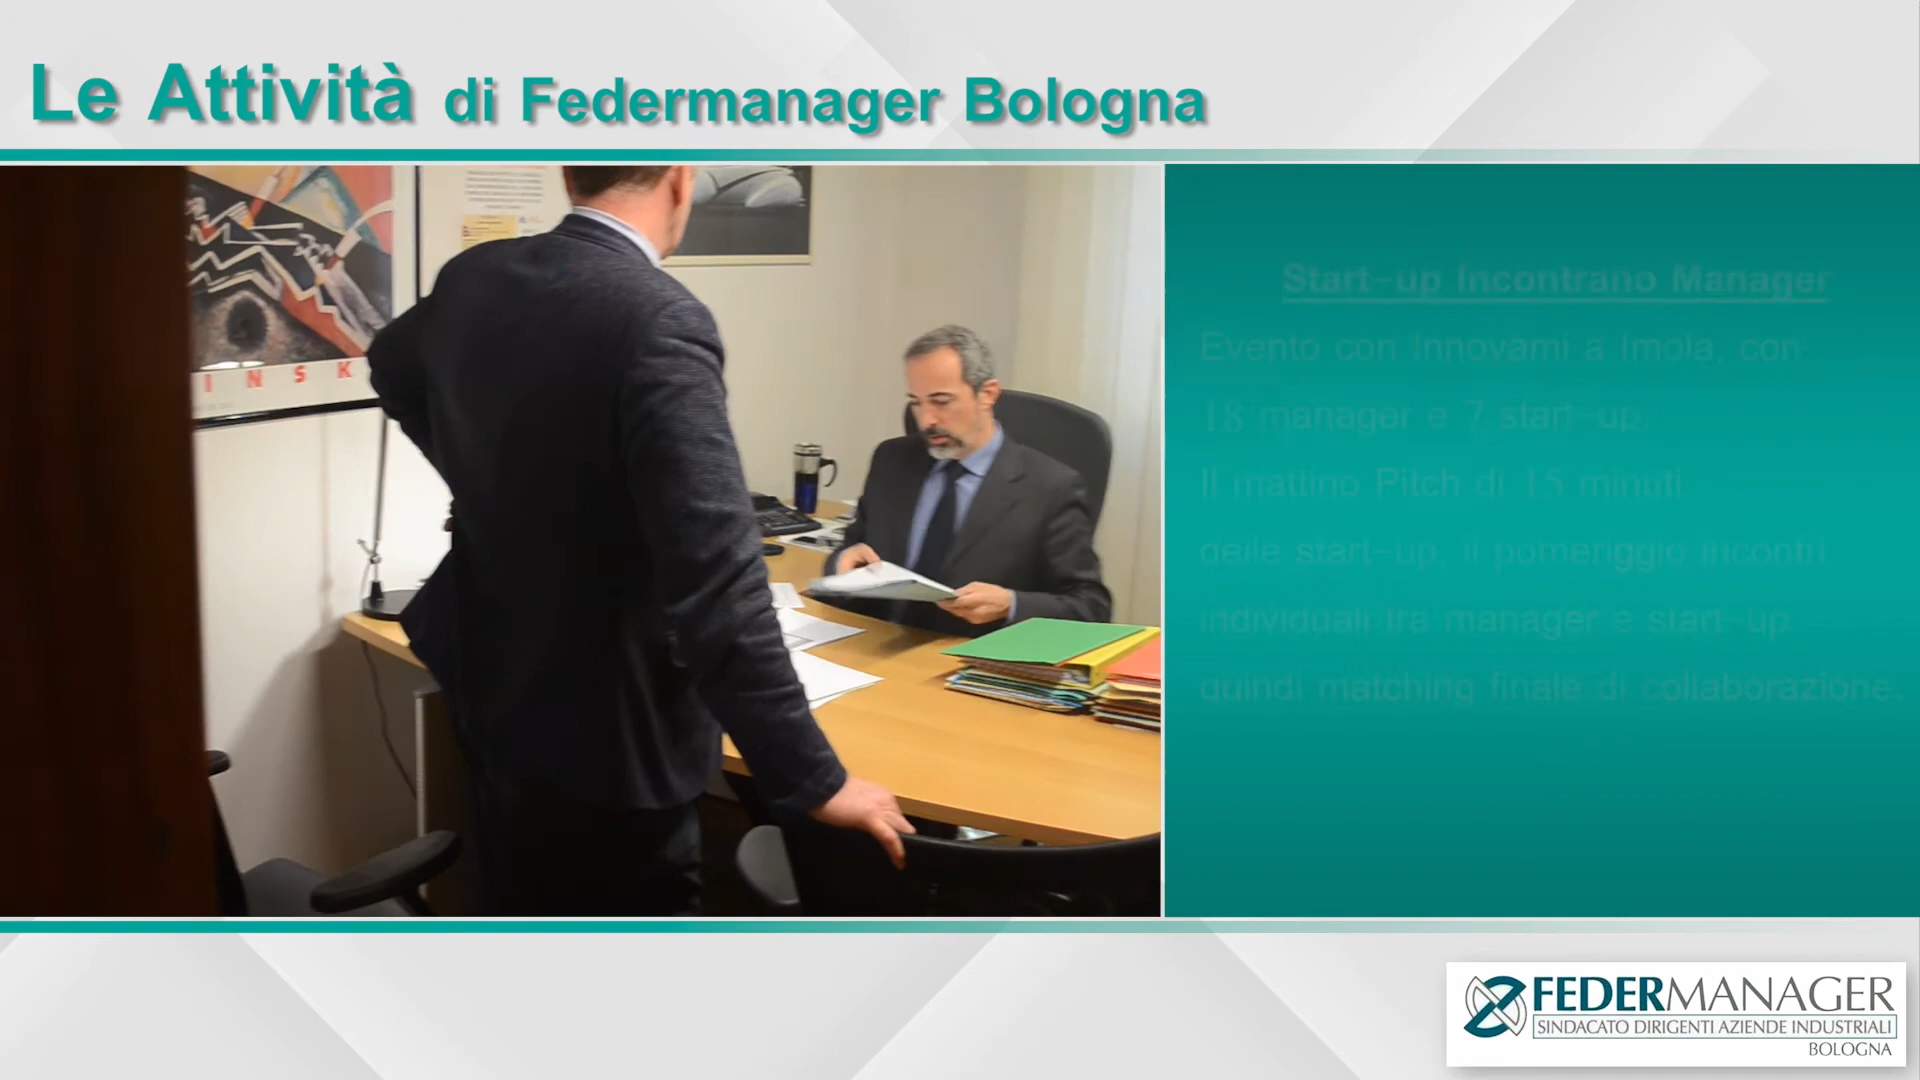 Le Attività di Federmanager Bologna
INSK
Start-up Incontrano Manager
Evento con Innovami a Imola, con
18 manager e 7 start-up.
Il mattino Pitch di 15 minuti
delle start-up, il pomeriggio incontri
individuali tra manager e start-up
quindi matching finale di collaborazione.
FEDERMANAGER
SINDACATO DIRIGENTI AZIENDE INDUSTRIALI
BOLOGNA